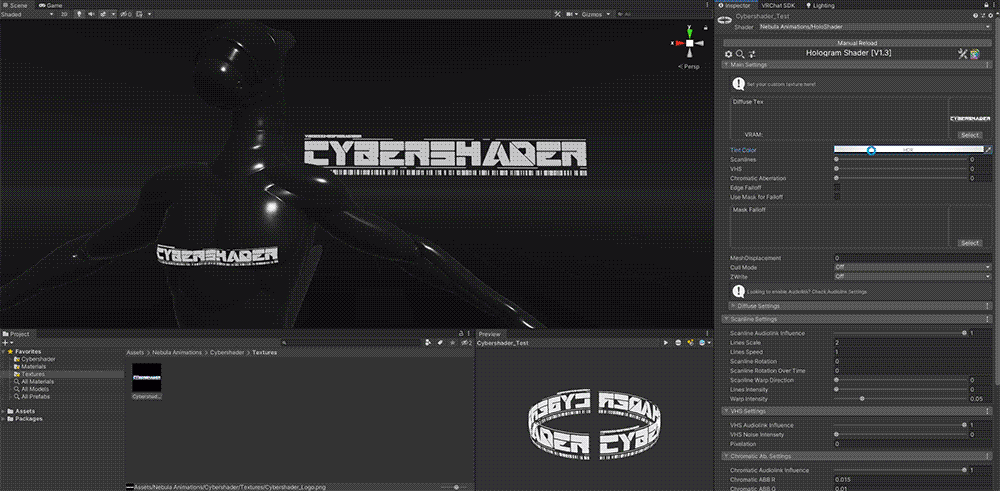 Scene
Game
Shaded
2D
Gizmos
All
y
x
Persp
CYBERSHADER
CYBERSHADER
Project
Favorites
Cybershader
Materials
Textures
All Materials
All Models
All Prefabs
Assets
Packages
Assets > Nebula Animations > Cybershader > Textures
Assets/Nebula Animations/Cybershader/Textures/Cybershader_Logo.png
Preview
Cybershader_Test
Inspector
VRChat SDK
Lighting
Cybershader_Test
Shader
Nebula Animations/HoloShader
Manual Reload
Hologram Shader [V1.3]
Main Settings
Set your custom texture here!
Diffuse Tex
CYBERSHADER
VRAM:
Select
Tint Color
HDR
Scanlines 0
VHS 0
Chromatic Aberration 0
Edge Falloff
Use Mask for Falloff
Mask Falloff
Select
MeshDisplacement 0
Cull Mode Off
ZWrite Off
Looking to enable Audiolink? Check Audiolink Settings
Diffuse Settings
Scanline Settings
Scanline Audiolink Influence 1
Lines Scale 2
Lines Speed 1
Scanline Rotation 0
Scanline Rotation Over Time 0
Scanline Warp Direction 0
Lines Intensity 0
Warp Intensity 0.05
VHS Settings
VHS Audiolink Influence 1
VHS Noise Intensety 0
Pixelation 0
Chromatic Ab. Settings
Chromatic Audiolink Influence 1
Chromatic ABB R 0.015
Chromatic ABB G 0.01